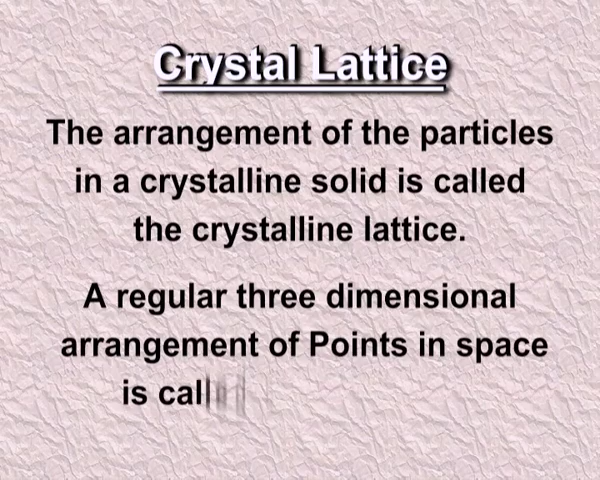 Crystal Lattice
The arrangement of the particles
in a crystalline solid is called
the crystalline lattice.
A regular three dimensional
arrangement of Points in space
is cal